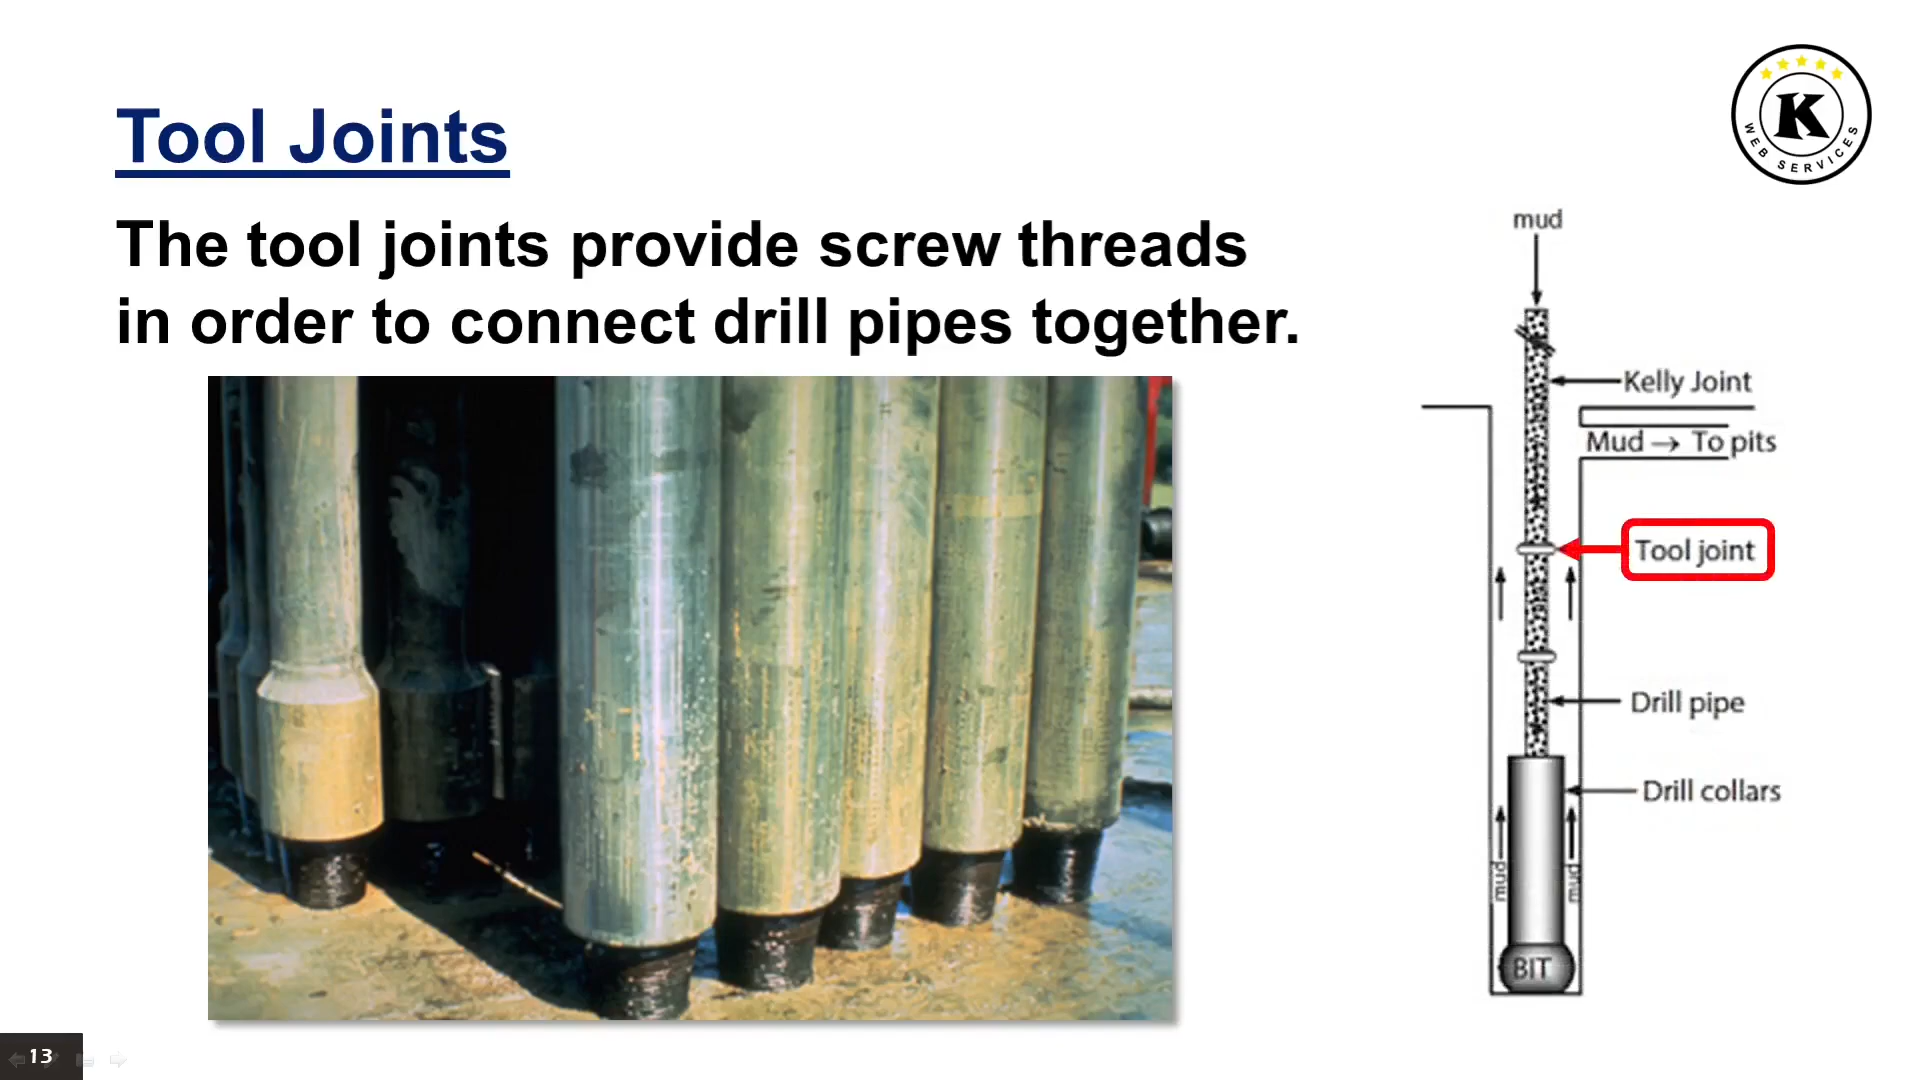 Tool Joints
K
WEB SERVICES
The tool joints provide screw threads
in order to connect drill pipes together.
mud
Kelly Joint
Mud → To pits
Tool joint
Drill pipe
Drill collars
mud
mud
BIT
13